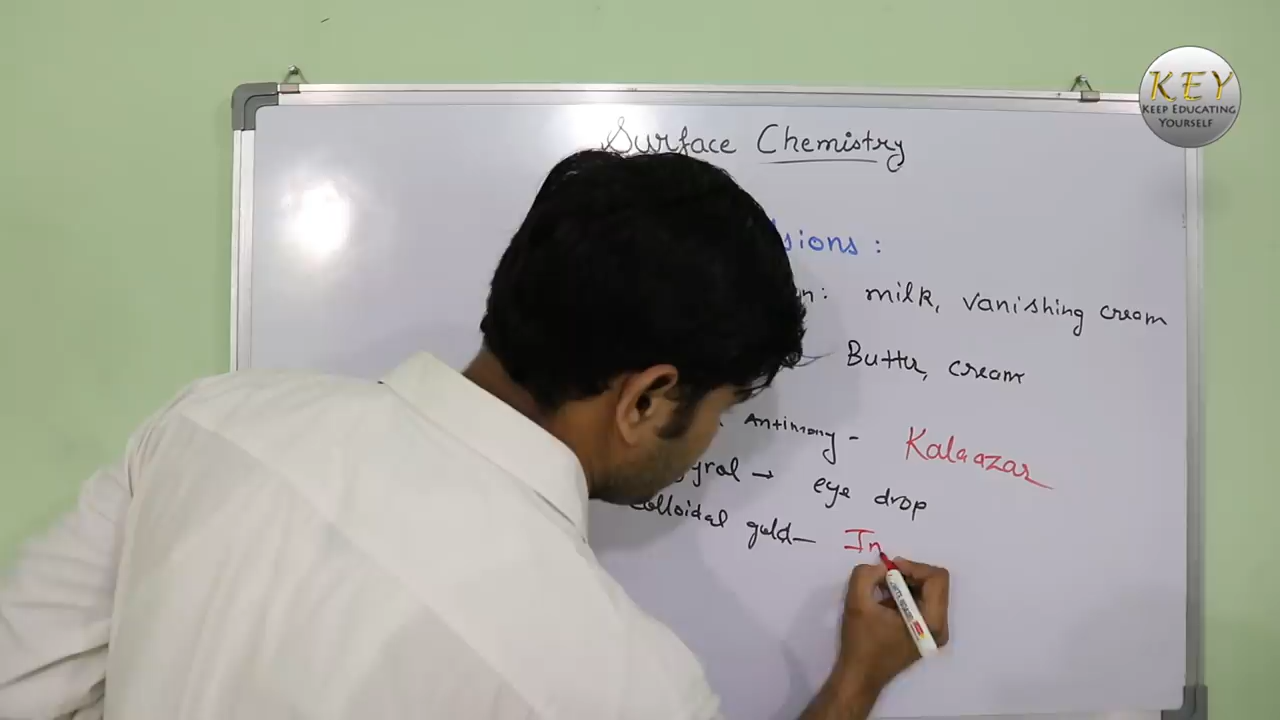 KEY
KEEP EDUCATING
YOURSELF
Surface Chemistry
sions :
n: milk, vanishing cream
Butter, cream
Antimony - Kalaazar
gyrol → eye drop
colloidal gold- In